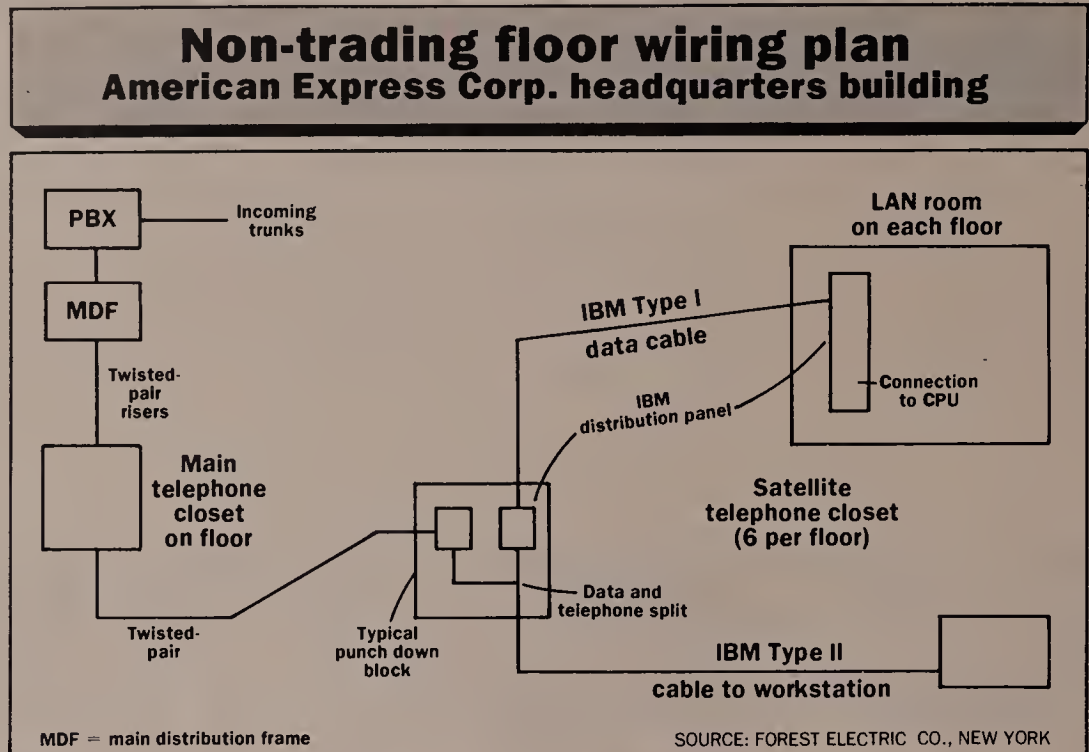 Non-trading floor wiring plan
American Express Corp. headquarters building
PBX
Incoming
trunks
MDF
Twisted-
pair
risers
Main
telephone
closet
on floor
Twisted-
pair
Typical
punch down
block
Data and
telephone split
IBM Type I
data cable
IBM
distribution panel
LAN room
on each floor
Connection
to CPU
Satellite
telephone closet
(6 per floor)
IBM Type II
cable to workstation
MDF = main distribution frame
SOURCE: FOREST ELECTRIC CO., NEW YORK